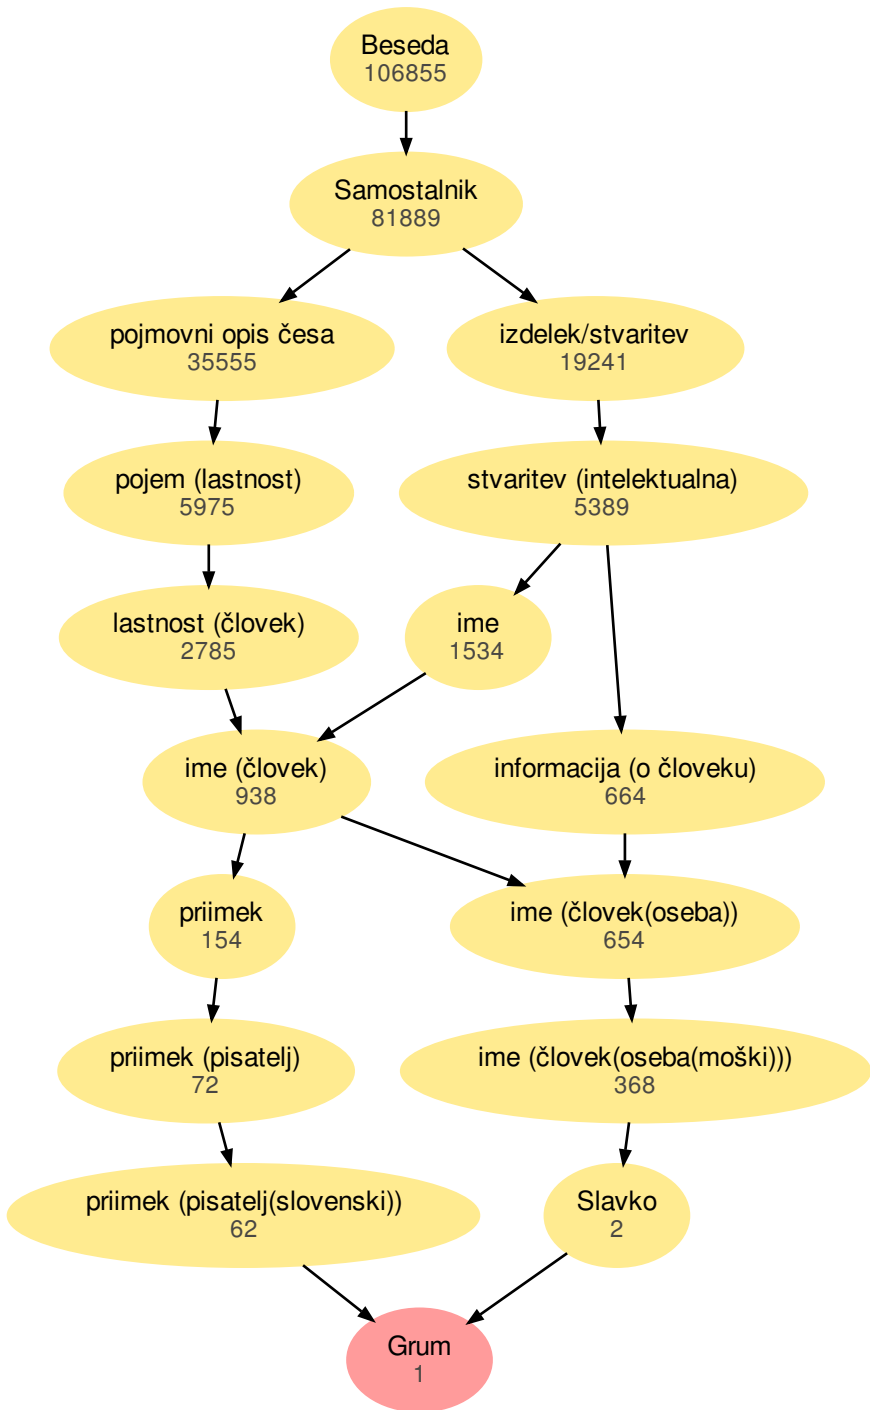 Beseda
106855
Samostalnik
81889
pojmovni opis česa
35555
izdelek/stvaritev
19241
pojem (lastnost)
5975
stvaritev (intelektualna)
5389
lastnost (človek)
2785
ime
1534
ime (človek)
938
informacija (o človeku)
664
priimek
154
ime (človek(oseba))
654
priimek (pisatelj)
72
ime (človek(oseba(moški)))
368
priimek (pisatelj(slovenski))
62
Slavko
2
Grum
1